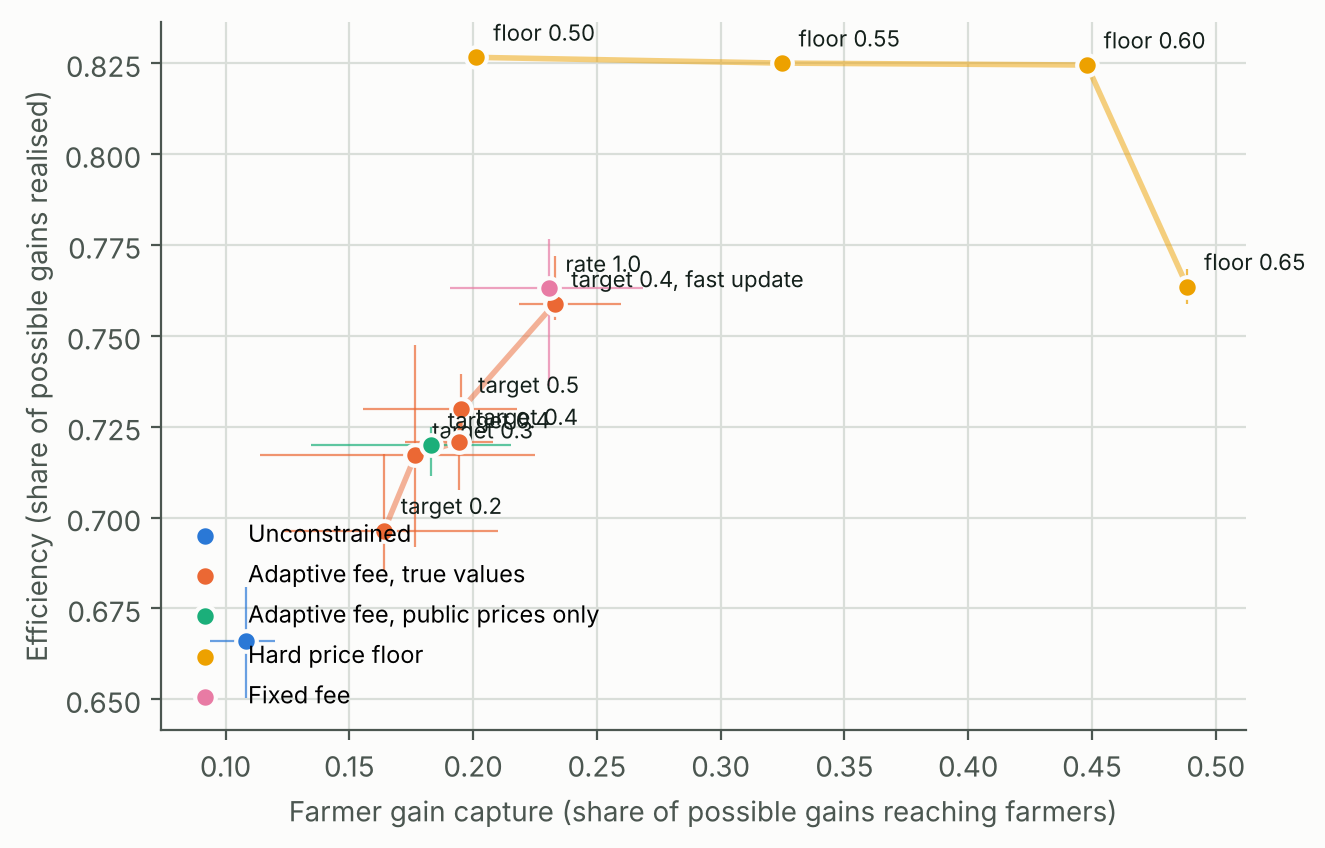 floor 0.50
floor 0.55
floor 0.60
floor 0.65
rate 1.0
target 0.4, fast update
target 0.5
target 0.4
target 0.4
target 0.3
target 0.2
Unconstrained
Adaptive fee, true values
Adaptive fee, public prices only
Hard price floor
Fixed fee
0.825
0.800
0.775
0.750
0.725
0.700
0.675
0.650
Efficiency (share of possible gains realised)
0.10 0.15 0.20 0.25 0.30 0.35 0.40 0.45 0.50
Farmer gain capture (share of possible gains reaching farmers)